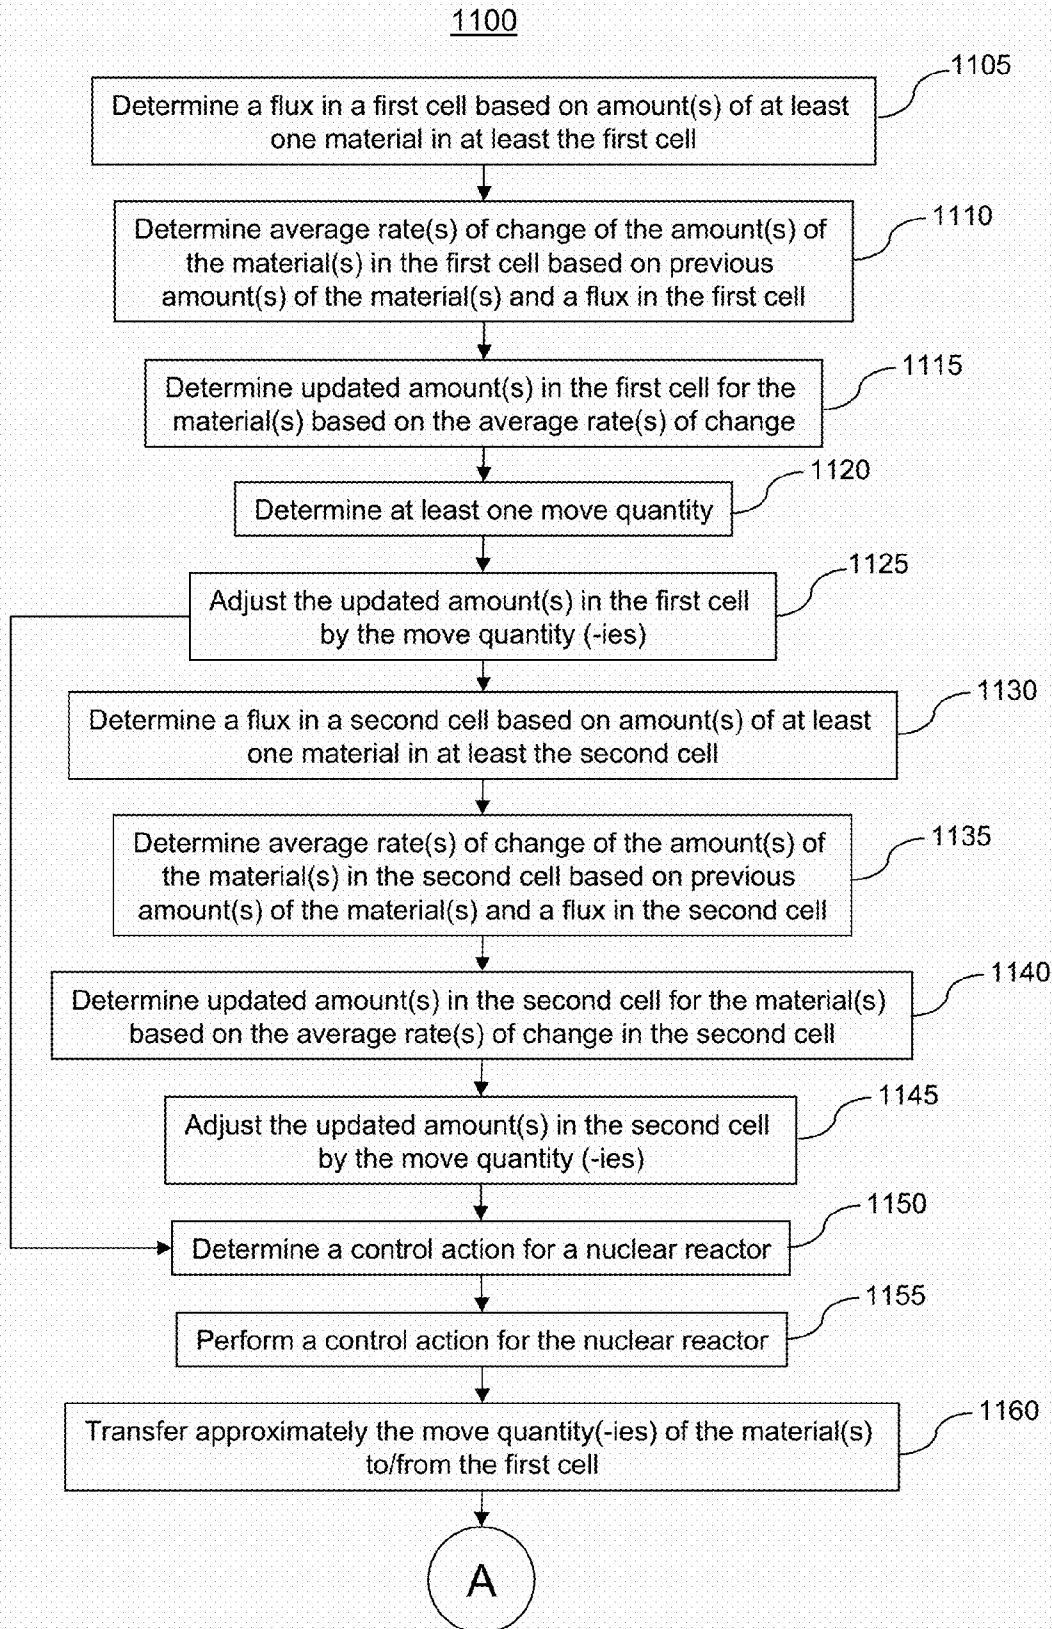 1100
1105
Determine a flux in a first cell based on amount(s) of at least
one material in at least the first cell
1110
Determine average rate(s) of change of the amount(s) of
the material(s) in the first cell based on previous
amount(s) of the material(s) and a flux in the first cell
1115
Determine updated amount(s) in the first cell for the
material(s) based on the average rate(s) of change
1120
Determine at least one move quantity
1125
Adjust the updated amount(s) in the first cell
by the move quantity (-ies)
1130
Determine a flux in a second cell based on amount(s) of at least
one material in at least the second cell
1135
Determine average rate(s) of change of the amount(s) of
the material(s) in the second cell based on previous
amount(s) of the material(s) and a flux in the second cell
1140
Determine updated amount(s) in the second cell for the material(s)
based on the average rate(s) of change in the second cell
1145
Adjust the updated amount(s) in the second cell
by the move quantity (-ies)
1150
Determine a control action for a nuclear reactor
1155
Perform a control action for the nuclear reactor
1160
Transfer approximately the move quantity(-ies) of the material(s)
to/from the first cell
A